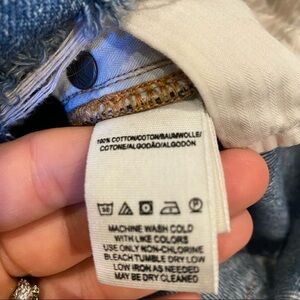 100% COTTON/COTON/BAUMWOLLE/
COTONE/ALGODÃO/ALGODON
MACHINE WASH COLD
WITH LIKE COLORS
USE ONLY NON-CHLORINE
BLEACH TUMBLE DRY LOW
LOW IRON AS NEEDED
MAY BE DRY CLEANED